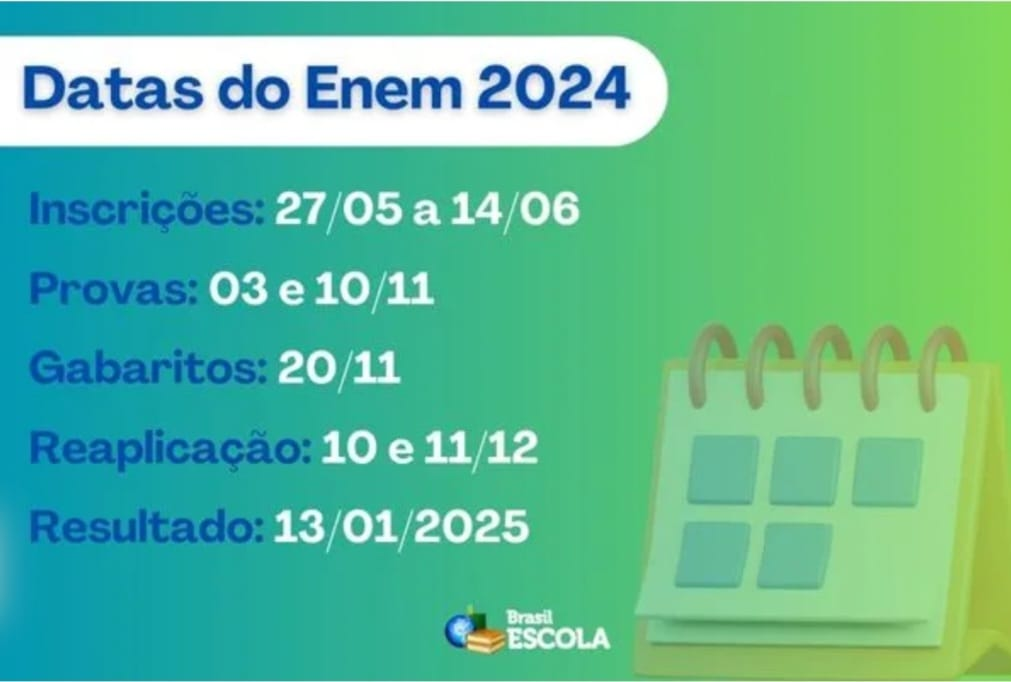 Datas do Enem 2024
Inscrições: 27/05 a 14/06
Provas: 03 e 10/11
Gabaritos: 20/11
Reaplicação: 10 e 11/12
Resultado: 13/01/2025
Brasil
ESCOLA